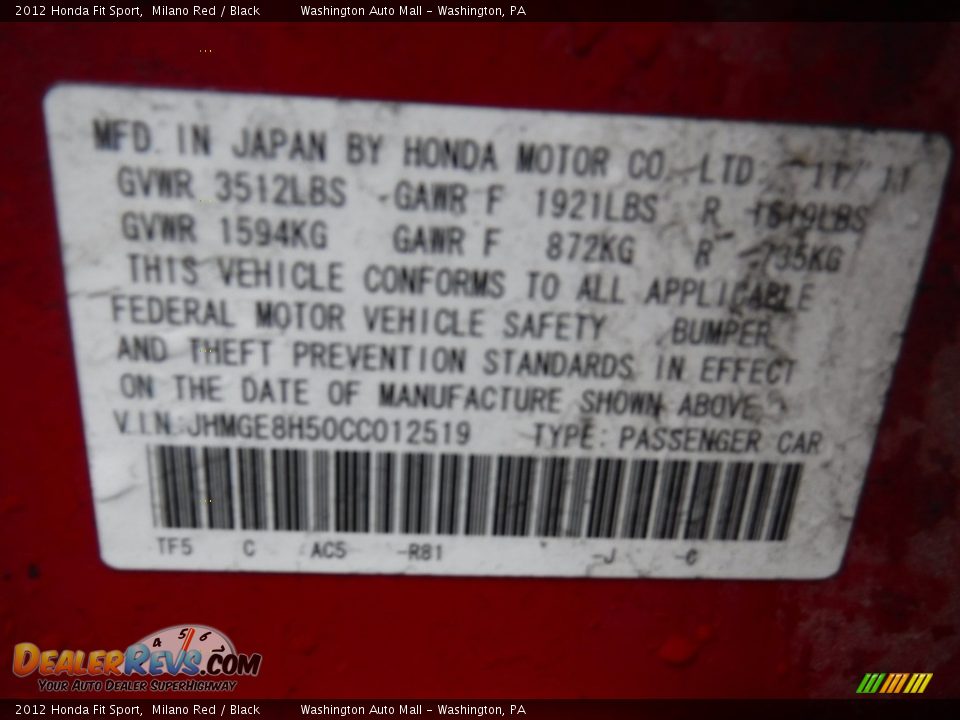 2012 Honda Fit Sport,  Milano Red / Black          Washington Auto Mall - Washington, PA
MFD. IN JAPAN BY HONDA MOTOR CO., LTD. 11/11
GVWR 3512LBS GAWR F 1921LBS R 1619LBS
GVWR 1594KG GAWR F 872KG R 735KG
THIS VEHICLE CONFORMS TO ALL APPLICABLE
FEDERAL MOTOR VEHICLE SAFETY, BUMPER,
AND THEFT PREVENTION STANDARDS IN EFFECT
ON THE DATE OF MANUFACTURE SHOWN ABOVE.
V.I.N:JHMGE8H50CC012519 TYPE: PASSENGER CAR
TF5 C AC5 -R81 -J -C
4 5 6 7
DEALERREVS.COM
YOUR AUTO DEALER SUPERHIGHWAY
2012 Honda Fit Sport,  Milano Red / Black          Washington Auto Mall - Washington, PA